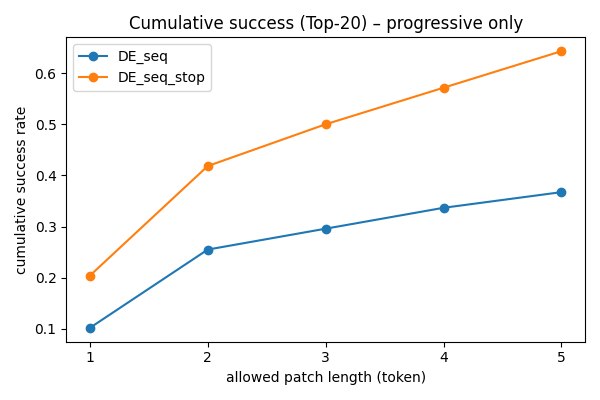 Cumulative success (Top-20) – progressive only
DE_seq
DE_seq_stop
cumulative success rate
0.6
0.5
0.4
0.3
0.2
0.1
1 2 3 4 5
allowed patch length (token)